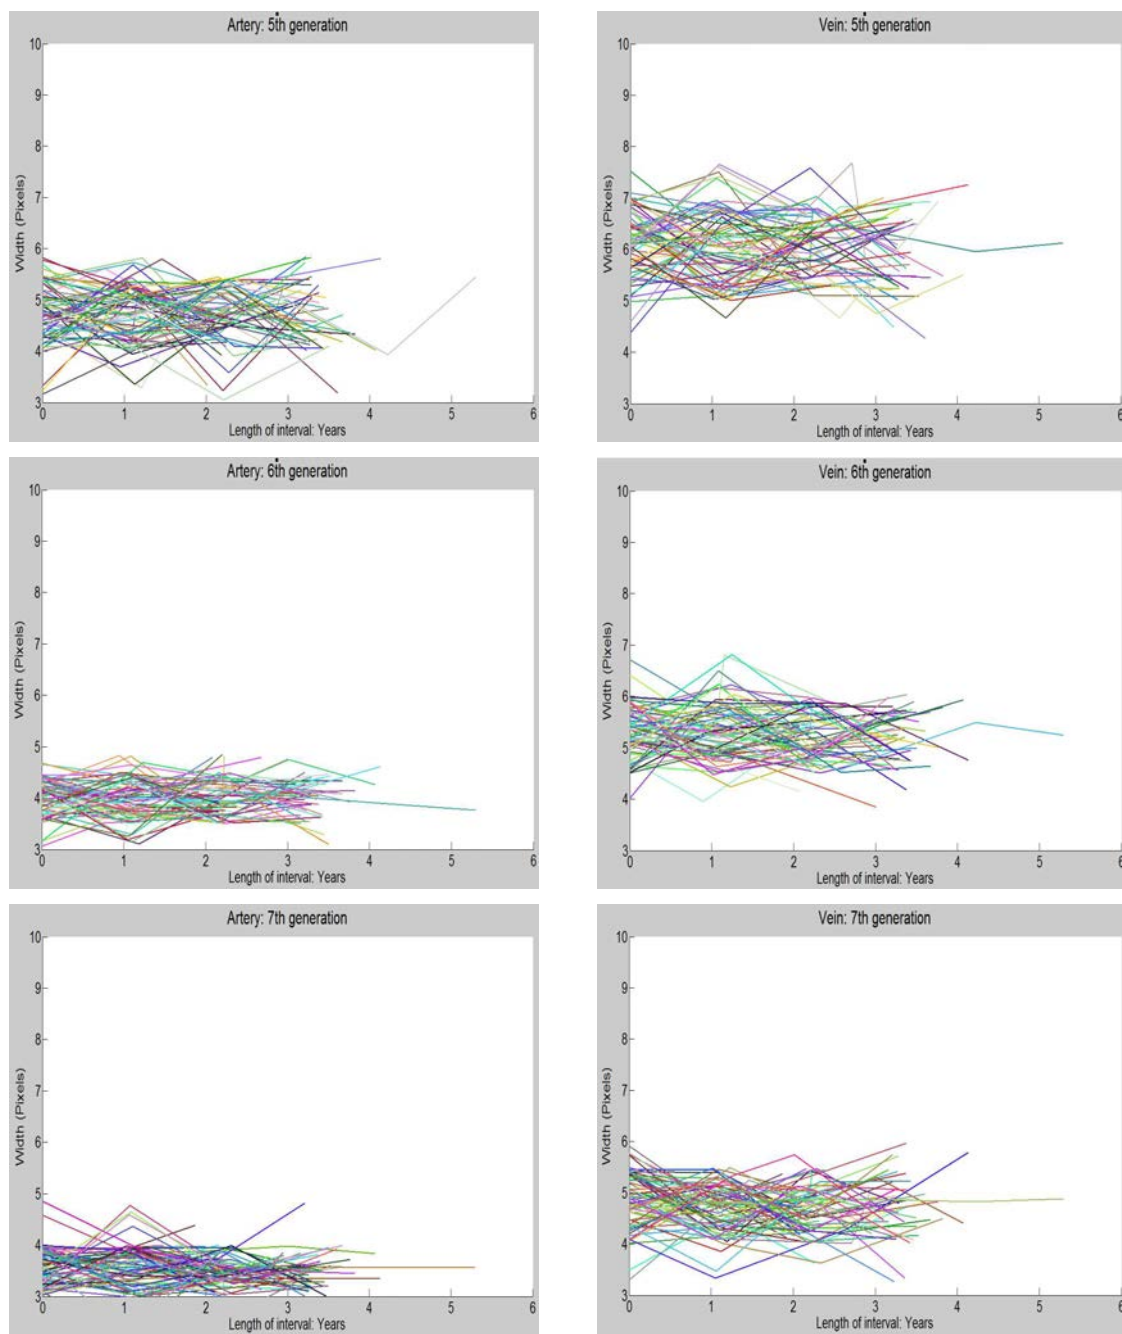 Artery: 5th generation
Width (Pixels)
10
9
8
7
6
5
4
3
0 1 2 3 4 5 6
Length of interval: Years
Vein: 5th generation
Width (Pixels)
10
9
8
7
6
5
4
3
0 1 2 3 4 5 6
Length of interval: Years
Artery: 6th generation
Width (Pixels)
10
9
8
7
6
5
4
3
0 1 2 3 4 5 6
Length of interval: Years
Vein: 6th generation
Width (Pixels)
10
9
8
7
6
5
4
3
0 1 2 3 4 5 6
Length of interval: Years
Artery: 7th generation
Width (Pixels)
10
9
8
7
6
5
4
3
0 1 2 3 4 5 6
Length of interval: Years
Vein: 7th generation
Width (Pixels)
10
9
8
7
6
5
4
3
0 1 2 3 4 5 6
Length of interval: Years